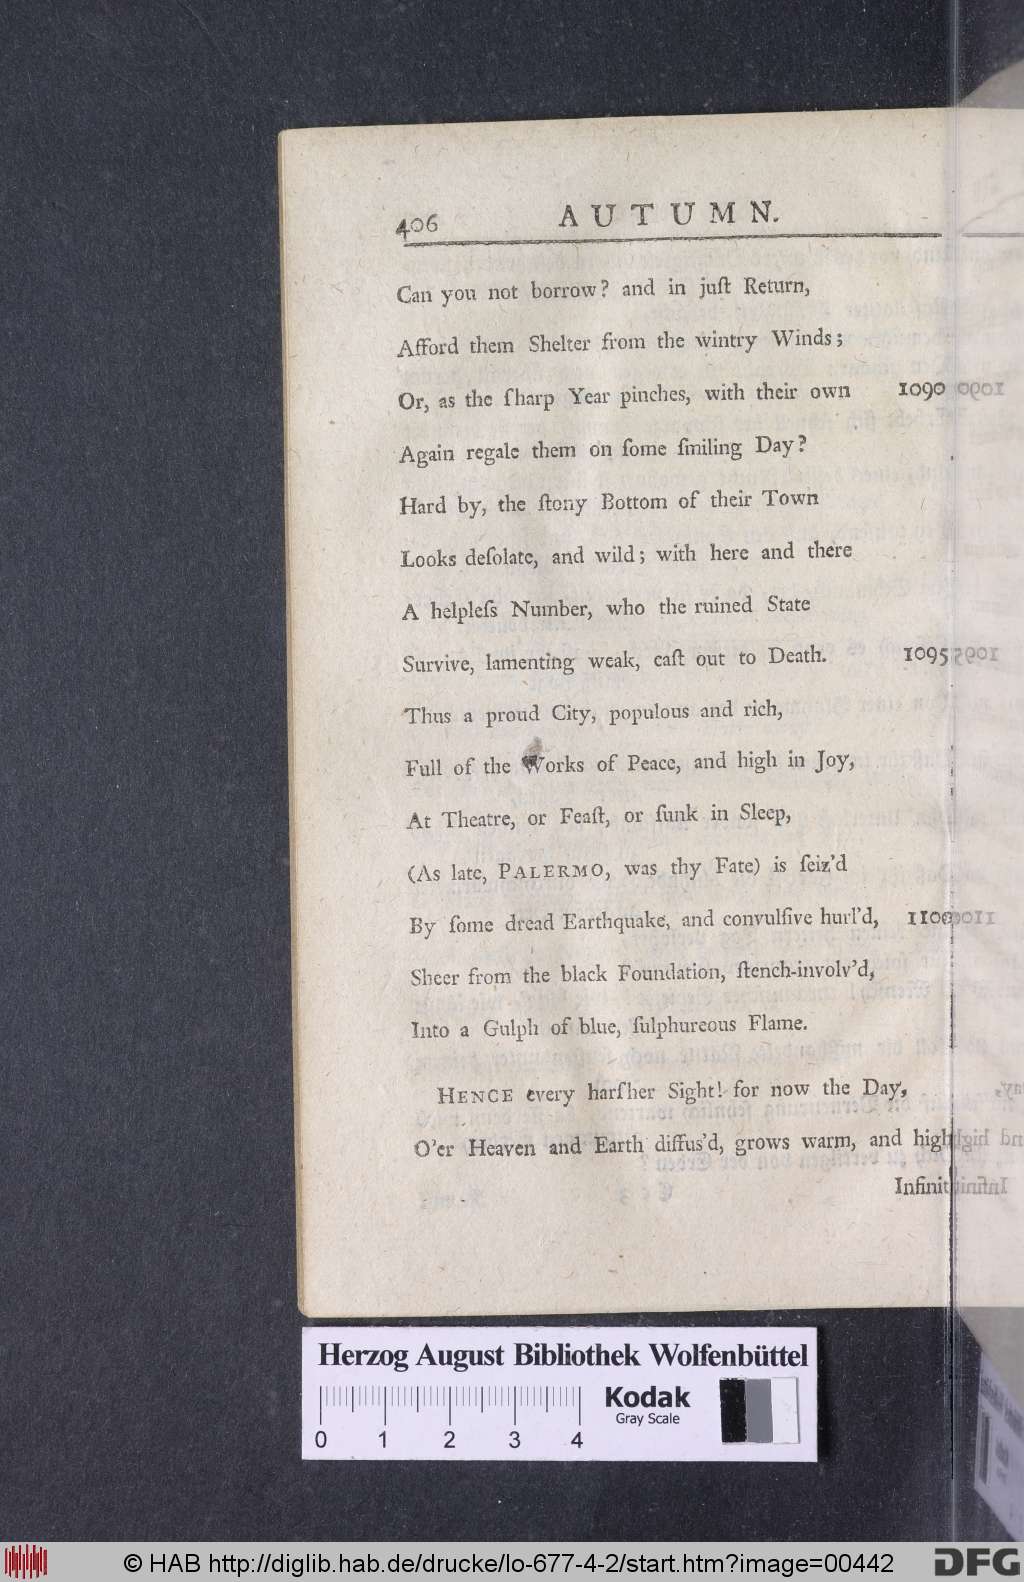 406 AUTUMN.
Can you not borrow? and in juſt Return,
Afford them Shelter from the wintry Winds;
Or, as the ſharp Year pinches, with their own 1090
Again regale them on ſome ſmiling Day?
Hard by, the ſtony Bottom of their Town
Looks deſolate, and wild; with here and there
A helpleſs Number, who the ruined State
Survive, lamenting weak, caſt out to Death. 1095
Thus a proud City, populous and rich,
Full of the Works of Peace, and high in Joy,
At Theatre, or Feaſt, or ſunk in Sleep,
(As late, PALERMO, was thy Fate) is ſeiz'd
By ſome dread Earthquake, and convulſive hurl'd, 1100
Sheer from the black Foundation, ſtench-involv'd,
Into a Gulph of blue, ſulphureous Flame.
HENCE every harſher Sight! for now the Day,
O'er Heaven and Earth diffus'd, grows warm, and high
Infinit
Herzog August Bibliothek Wolfenbüttel
Kodak
Gray Scale
0 1 2 3 4
© HAB http://diglib.hab.de/drucke/lo-677-4-2/start.htm?image=00442
DFG